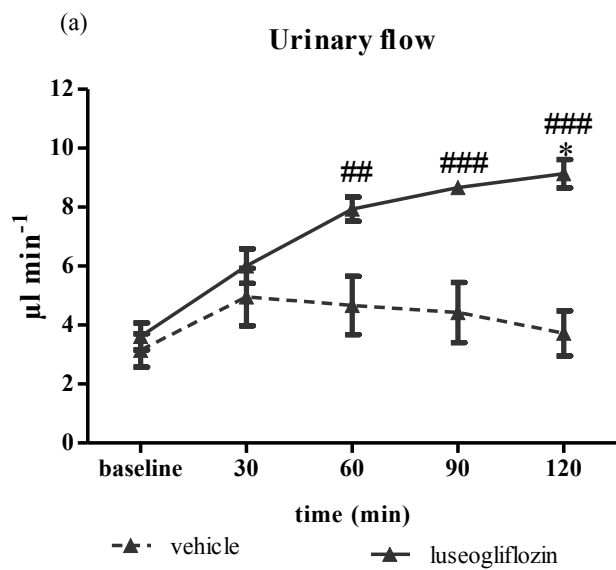 (a)
Urinary flow
12
10
8
6
4
2
0
µl min⁻¹
##
###
###
*
baseline 30 60 90 120
time (min)
vehicle luseogliflozin